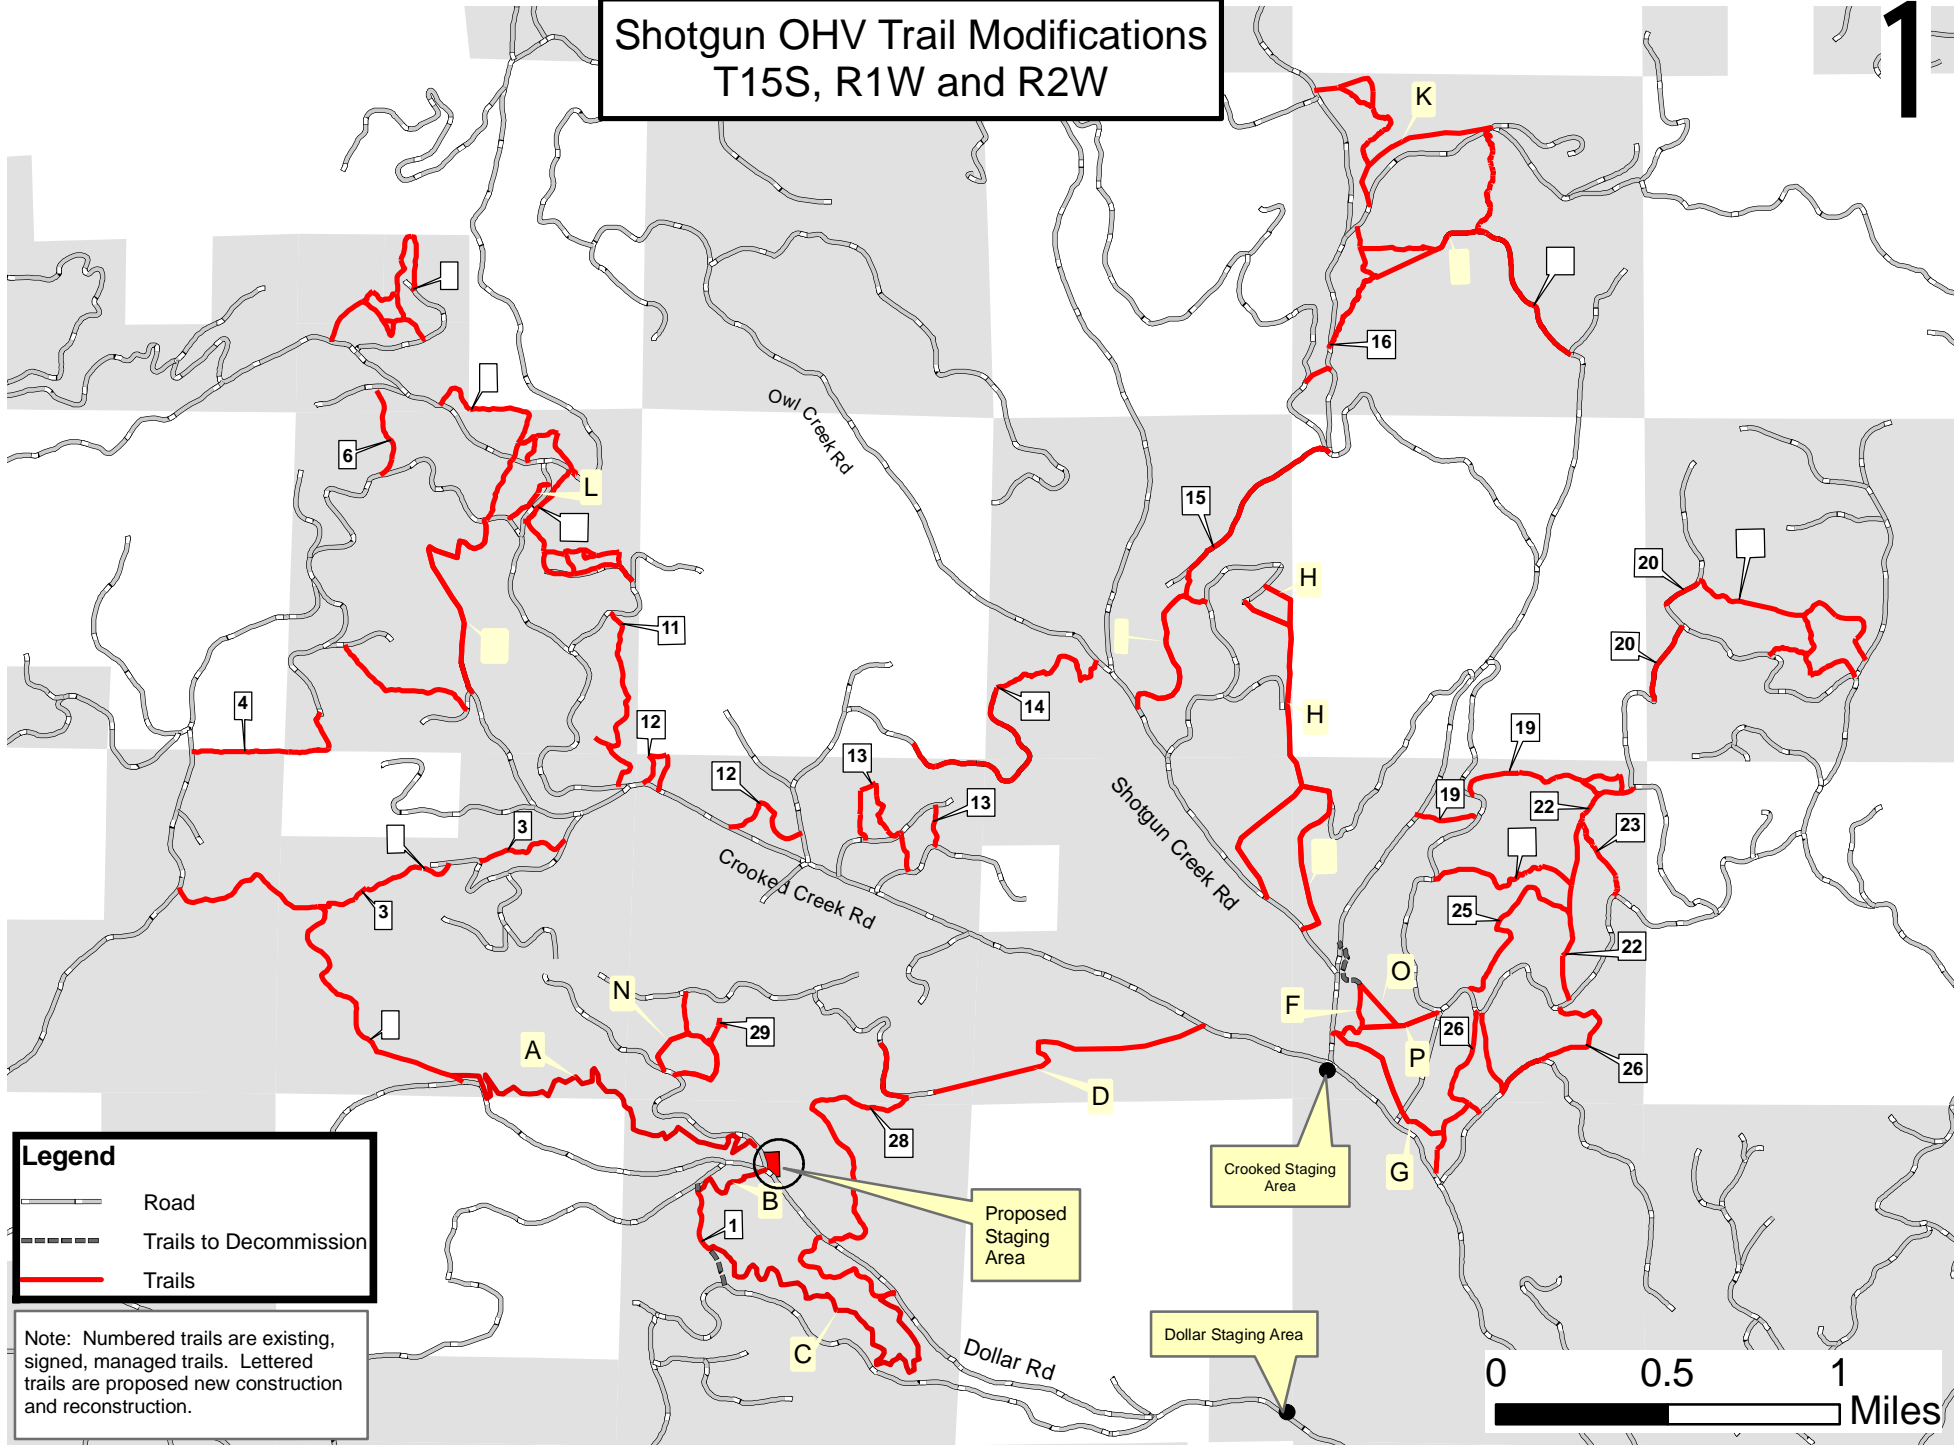 Shotgun OHV Trail Modifications
T15S, R1W and R2W
1
K
16
Owl Creek Rd
6
L
15
H
20
11
20
4
H
14
12
19
13
12
13
19
22
23
Shotgun Creek Rd
3
Crooked Creek Rd
3
25
22
O
N
F
29
26
A
P
26
D
28
Crooked Staging
Area
G
B
Proposed
Staging
Area
1
Legend
Road
Trails to Decommission
Trails
Note: Numbered trails are existing,
signed, managed trails. Lettered
trails are proposed new construction
and reconstruction.
C
Dollar Rd
Dollar Staging Area
0 0.5 1
Miles